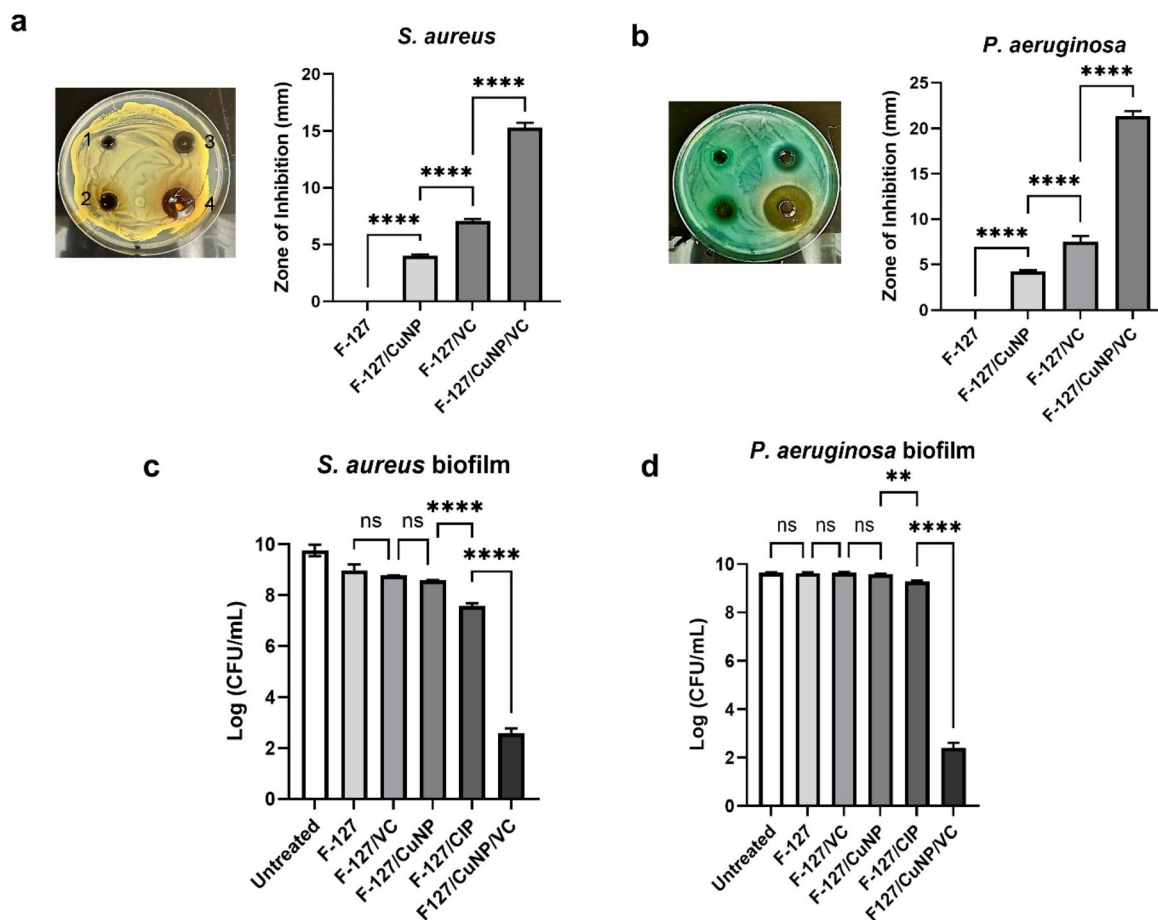 a
S. aureus
1
2
3
4
Zone of Inhibition (mm)
20
15
10
5
0
****
****
****
F-127
F-127/CuNP
F-127/VC
F-127/CuNP/VC
b
P. aeruginosa
Zone of Inhibition (mm)
25
20
15
10
5
0
****
****
****
F-127
F-127/CuNP
F-127/VC
F-127/CuNP/VC
c
S. aureus biofilm
Log (CFU/mL)
10
8
6
4
2
0
ns
ns
****
****
Untreated
F-127
F-127/VC
F-127/CuNP
F-127/CIP
F127/CuNP/VC
d
P. aeruginosa biofilm
Log (CFU/mL)
10
8
6
4
2
0
ns
ns
ns
**
****
Untreated
F-127
F-127/VC
F-127/CuNP
F-127/CIP
F127/CuNP/VC